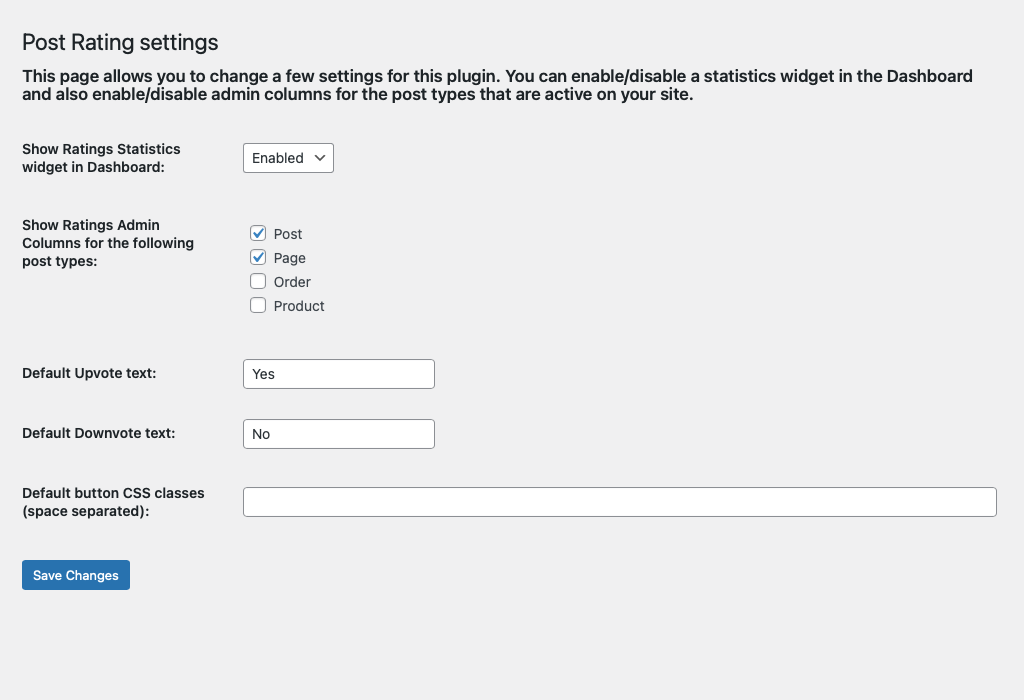 Post Rating settings
This page allows you to change a few settings for this plugin. You can enable/disable a statistics widget in the Dashboard
and also enable/disable admin columns for the post types that are active on your site.
Show Ratings Statistics
widget in Dashboard:
Enabled
Show Ratings Admin
Columns for the following
post types:
Post
Page
Order
Product
Default Upvote text:
Yes
Default Downvote text:
No
Default button CSS classes
(space separated):
Save Changes